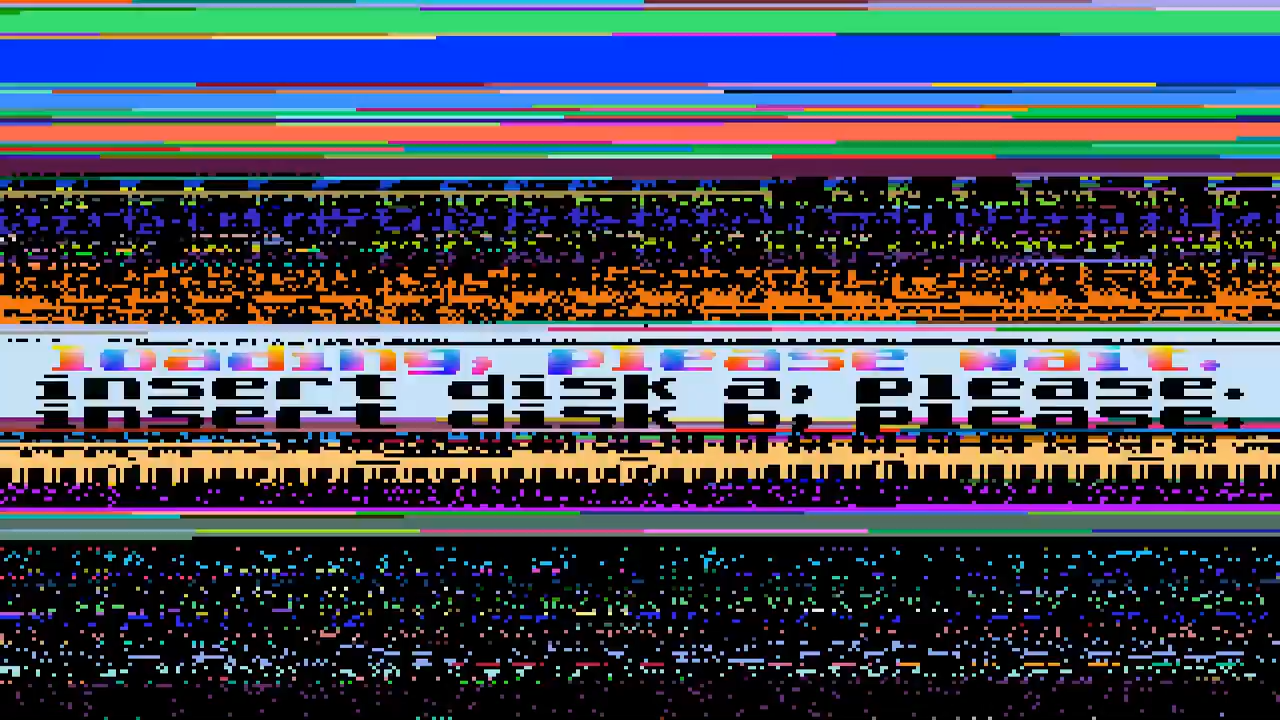 loading, please wait.
insert disk a, please.
insert disk b, please.